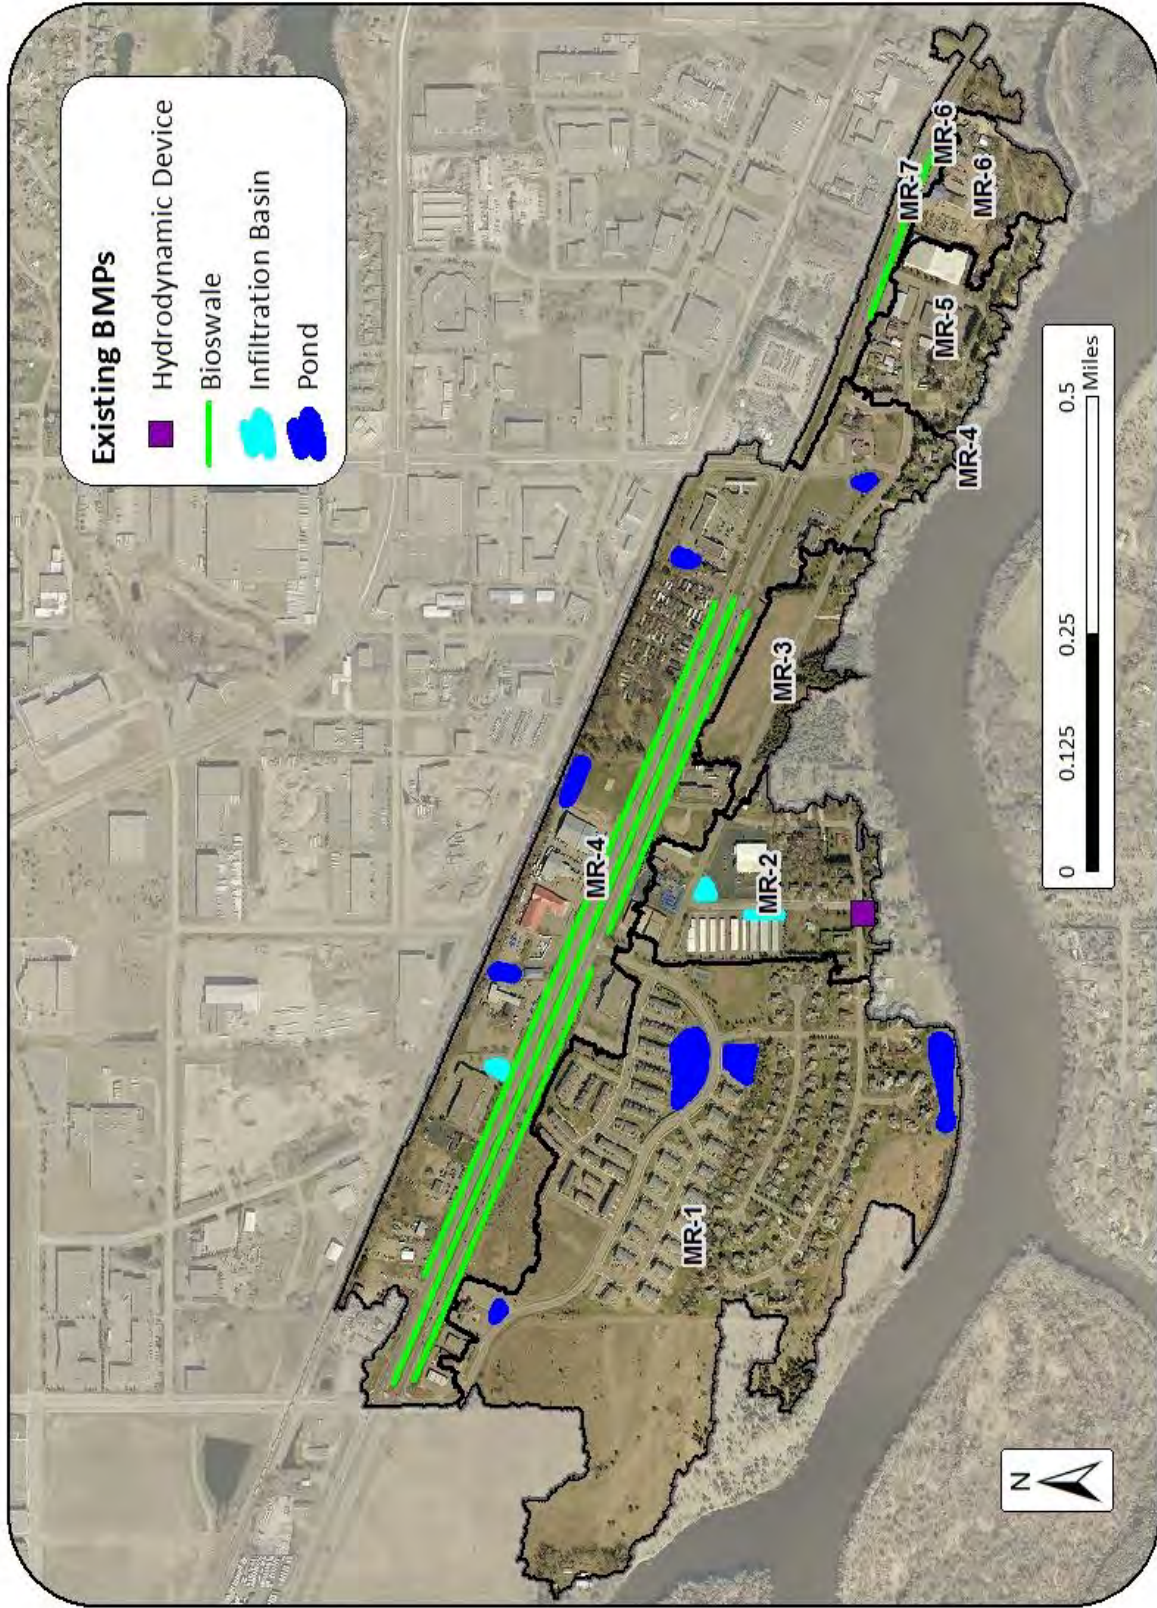 Existing BMPs
Hydrodynamic Device
Bioswale
Infiltration Basin
Pond
MR-4
MR-1
MR-2
MR-3
MR-4
MR-5
MR-7
MR-6
MR-6
N
0 0.125 0.25 0.5
Miles